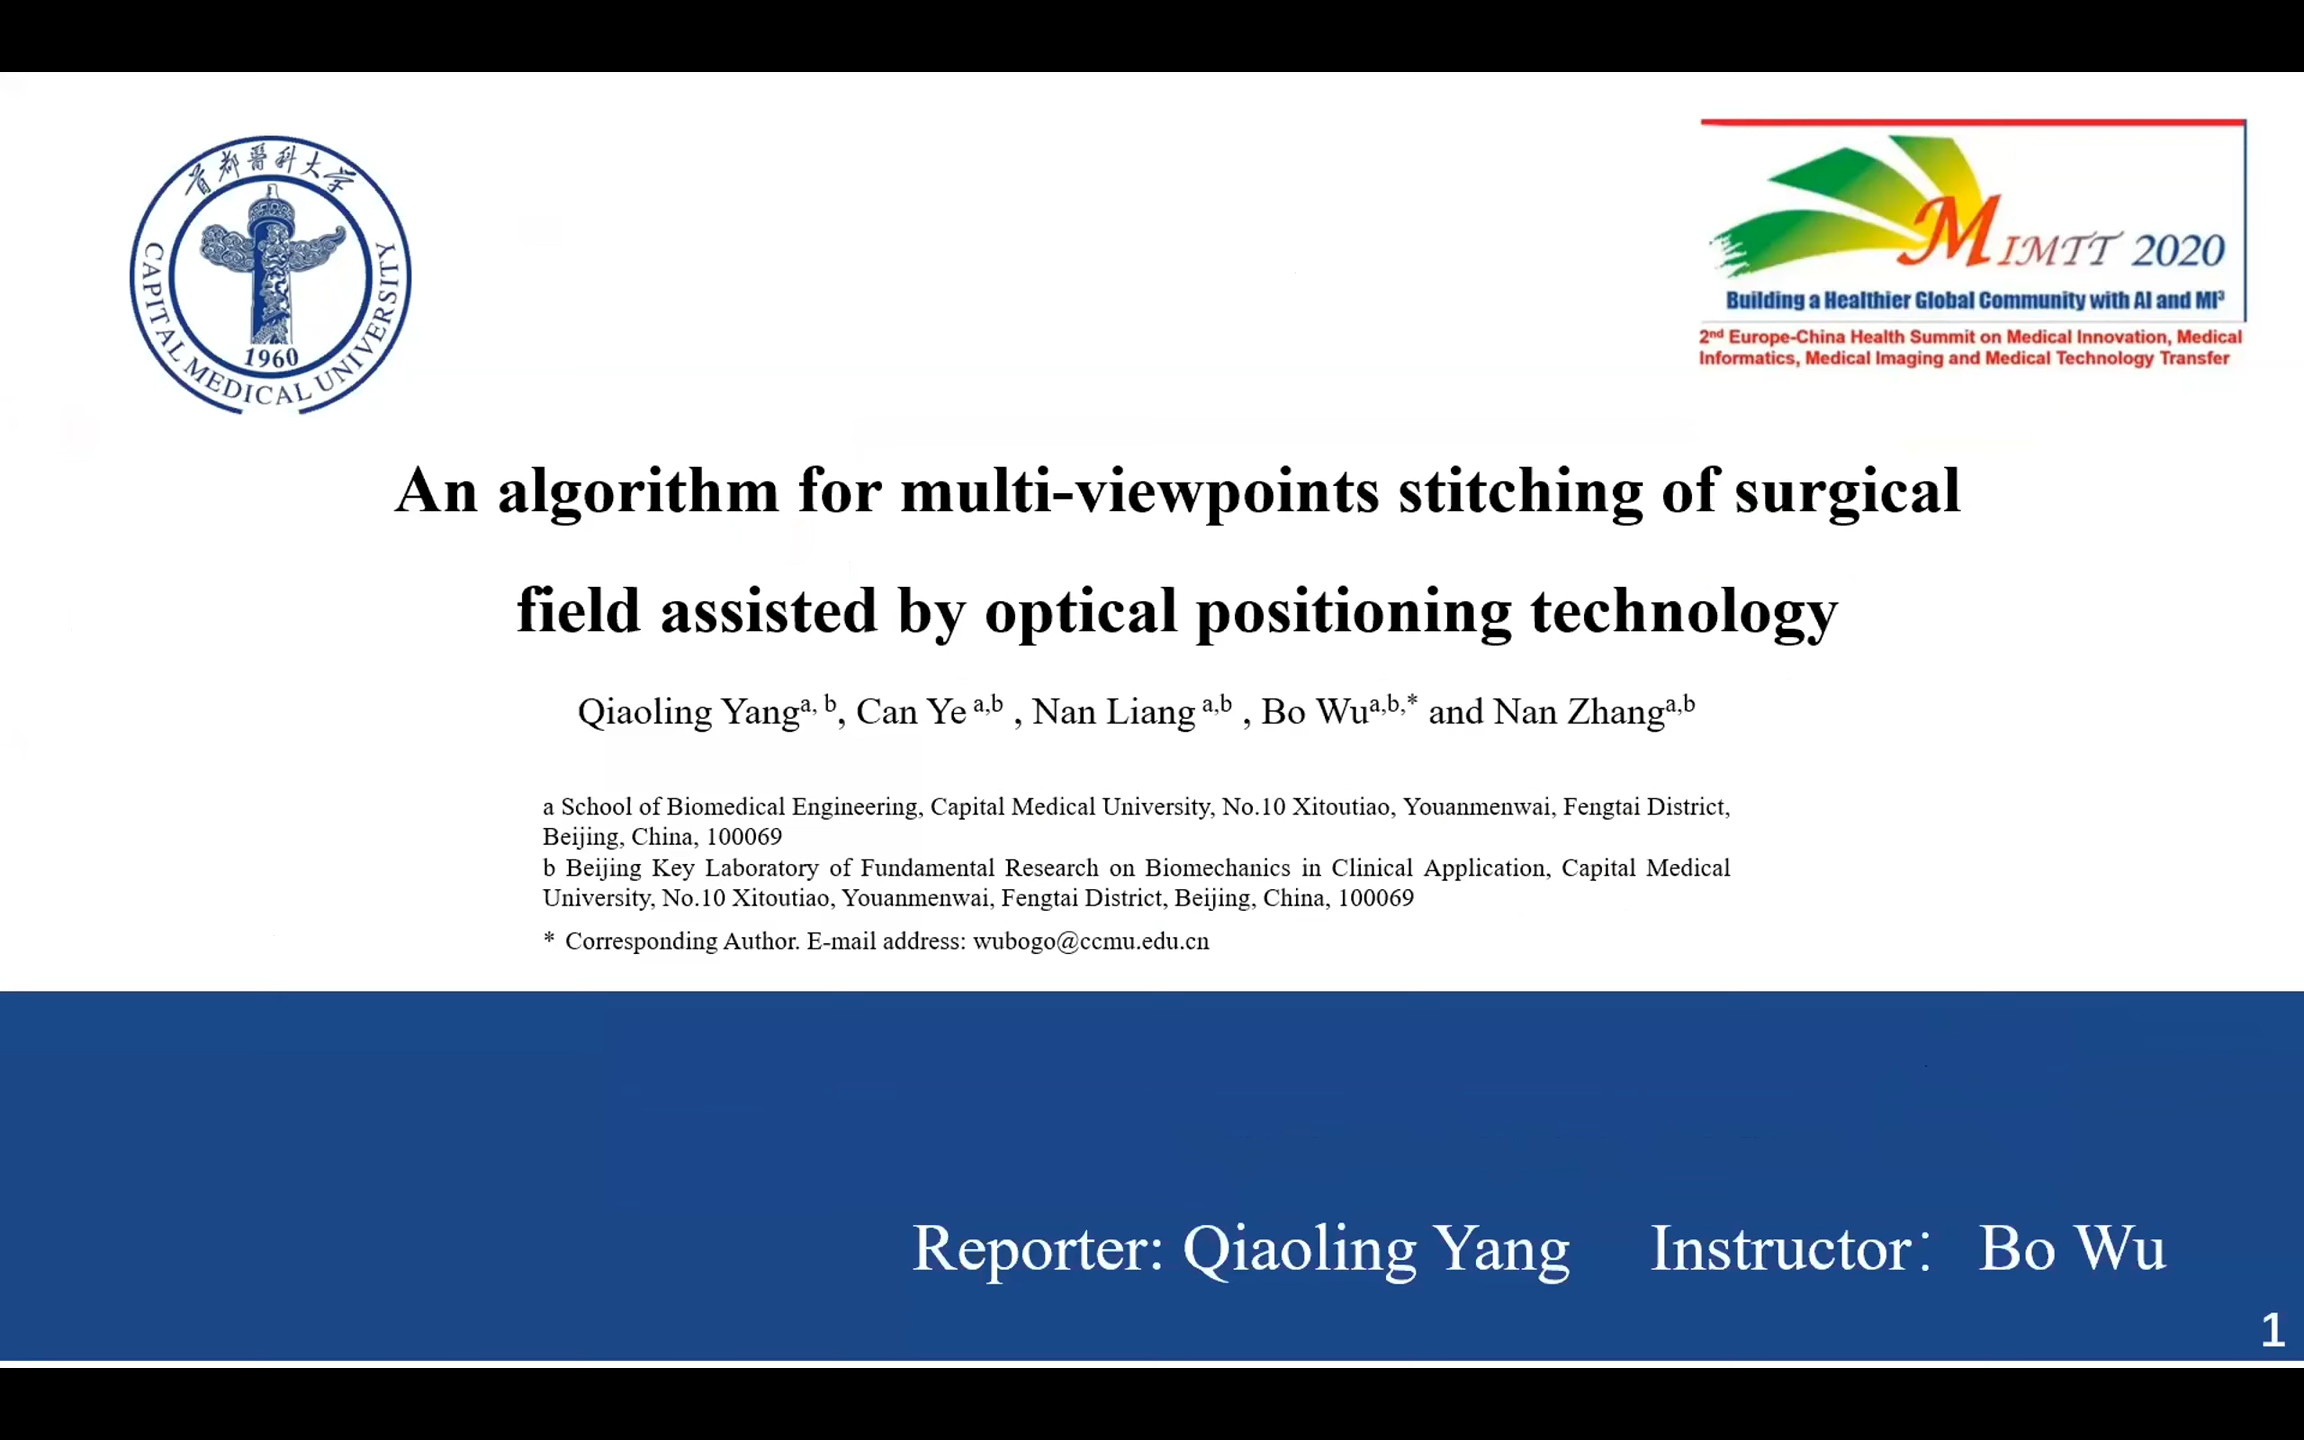 首都醫科大学
CAPITAL MEDICAL UNIVERSITY
1960
MIMTT 2020
Building a Healthier Global Community with AI and MI³
2nd Europe-China Health Summit on Medical Innovation, Medical
Informatics, Medical Imaging and Medical Technology Transfer
An algorithm for multi-viewpoints stitching of surgical
field assisted by optical positioning technology
Qiaoling Yanga, b, Can Ye a,b , Nan Liang a,b , Bo Wua,b,* and Nan Zhanga,b
a School of Biomedical Engineering, Capital Medical University, No.10 Xitoutiao, Youanmenwai, Fengtai District,
Beijing, China, 100069
b Beijing Key Laboratory of Fundamental Research on Biomechanics in Clinical Application, Capital Medical
University, No.10 Xitoutiao, Youanmenwai, Fengtai District, Beijing, China, 100069
* Corresponding Author. E-mail address: wubogo@ccmu.edu.cn
Reporter: Qiaoling Yang Instructor： Bo Wu
1